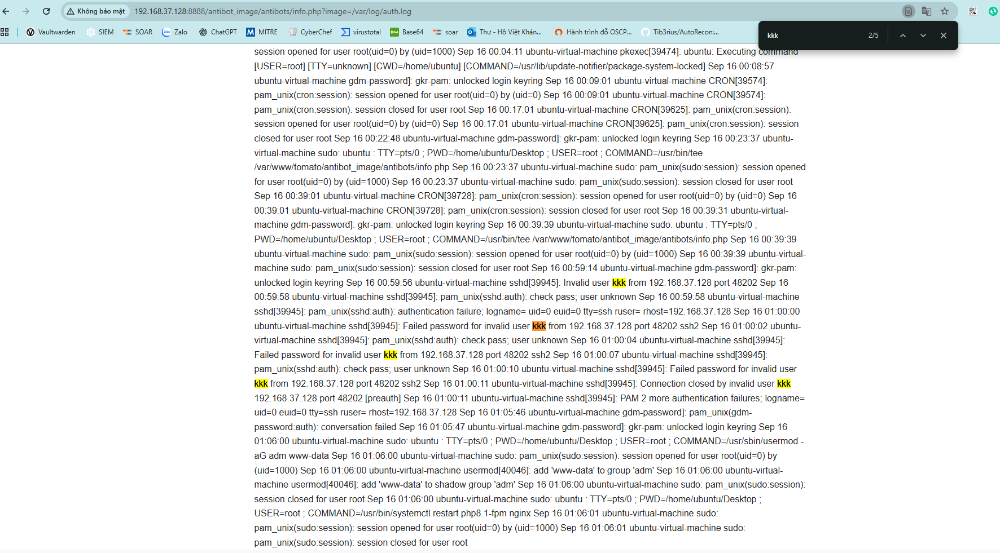 Không bảo mật
192.168.37.128:8888/antibot_image/antibots/info.php?image=/var/log/auth.log
Vaultwarden
SIEM
SOAR
Zalo
ChatGPT
MITRE
CyberChef
virustotal
Base64
soar
Thư - Hồ Việt Khán...
Hành trình đỗ OSCP...
Tib3rius/AutoRecon:...
kkk
2/5
session opened for user root(uid=0) by (uid=1000) Sep 16 00:04:11 ubuntu-virtual-machine pkexec[39474]: ubuntu: Executing command
[USER=root] [TTY=unknown] [CWD=/home/ubuntu] [COMMAND=/usr/lib/update-notifier/package-system-locked] Sep 16 00:08:57
ubuntu-virtual-machine gdm-password]: gkr-pam: unlocked login keyring Sep 16 00:09:01 ubuntu-virtual-machine CRON[39574]:
pam_unix(cron:session): session opened for user root(uid=0) by (uid=0) Sep 16 00:09:01 ubuntu-virtual-machine CRON[39574]:
pam_unix(cron:session): session closed for user root Sep 16 00:17:01 ubuntu-virtual-machine CRON[39625]: pam_unix(cron:session):
session opened for user root(uid=0) by (uid=0) Sep 16 00:17:01 ubuntu-virtual-machine CRON[39625]: pam_unix(cron:session): session
closed for user root Sep 16 00:22:48 ubuntu-virtual-machine gdm-password]: gkr-pam: unlocked login keyring Sep 16 00:23:37 ubuntu-
virtual-machine sudo: ubuntu : TTY=pts/0 ; PWD=/home/ubuntu/Desktop ; USER=root ; COMMAND=/usr/bin/tee
/var/www/tomato/antibot_image/antibots/info.php Sep 16 00:23:37 ubuntu-virtual-machine sudo: pam_unix(sudo:session): session opened
for user root(uid=0) by (uid=1000) Sep 16 00:23:37 ubuntu-virtual-machine sudo: pam_unix(sudo:session): session closed for user root
Sep 16 00:39:01 ubuntu-virtual-machine CRON[39728]: pam_unix(cron:session): session opened for user root(uid=0) by (uid=0) Sep 16
00:39:01 ubuntu-virtual-machine CRON[39728]: pam_unix(cron:session): session closed for user root Sep 16 00:39:31 ubuntu-virtual-
machine gdm-password]: gkr-pam: unlocked login keyring Sep 16 00:39:39 ubuntu-virtual-machine sudo: ubuntu : TTY=pts/0 ;
PWD=/home/ubuntu/Desktop ; USER=root ; COMMAND=/usr/bin/tee /var/www/tomato/antibot_image/antibots/info.php Sep 16 00:39:39
ubuntu-virtual-machine sudo: pam_unix(sudo:session): session opened for user root(uid=0) by (uid=1000) Sep 16 00:39:39 ubuntu-virtual-
machine sudo: pam_unix(sudo:session): session closed for user root Sep 16 00:59:14 ubuntu-virtual-machine gdm-password]: gkr-pam:
unlocked login keyring Sep 16 00:59:56 ubuntu-virtual-machine sshd[39945]: Invalid user kkk from 192.168.37.128 port 48202 Sep 16
00:59:58 ubuntu-virtual-machine sshd[39945]: pam_unix(sshd:auth): check pass; user unknown Sep 16 00:59:58 ubuntu-virtual-machine
sshd[39945]: pam_unix(sshd:auth): authentication failure; logname= uid=0 euid=0 tty=ssh ruser= rhost=192.168.37.128 Sep 16 01:00:00
ubuntu-virtual-machine sshd[39945]: Failed password for invalid user kkk from 192.168.37.128 port 48202 ssh2 Sep 16 01:00:02 ubuntu-
virtual-machine sshd[39945]: pam_unix(sshd:auth): check pass; user unknown Sep 16 01:00:04 ubuntu-virtual-machine sshd[39945]:
Failed password for invalid user kkk from 192.168.37.128 port 48202 ssh2 Sep 16 01:00:07 ubuntu-virtual-machine sshd[39945]:
pam_unix(sshd:auth): check pass; user unknown Sep 16 01:00:10 ubuntu-virtual-machine sshd[39945]: Failed password for invalid user
kkk from 192.168.37.128 port 48202 ssh2 Sep 16 01:00:11 ubuntu-virtual-machine sshd[39945]: Connection closed by invalid user kkk
192.168.37.128 port 48202 [preauth] Sep 16 01:00:11 ubuntu-virtual-machine sshd[39945]: PAM 2 more authentication failures; logname=
uid=0 euid=0 tty=ssh ruser= rhost=192.168.37.128 Sep 16 01:05:46 ubuntu-virtual-machine gdm-password]: pam_unix(gdm-
password:auth): conversation failed Sep 16 01:05:47 ubuntu-virtual-machine gdm-password]: gkr-pam: unlocked login keyring Sep 16
01:06:00 ubuntu-virtual-machine sudo: ubuntu : TTY=pts/0 ; PWD=/home/ubuntu/Desktop ; USER=root ; COMMAND=/usr/sbin/usermod -
aG adm www-data Sep 16 01:06:00 ubuntu-virtual-machine sudo: pam_unix(sudo:session): session opened for user root(uid=0) by
(uid=1000) Sep 16 01:06:00 ubuntu-virtual-machine usermod[40046]: add 'www-data' to group 'adm' Sep 16 01:06:00 ubuntu-virtual-
machine usermod[40046]: add 'www-data' to shadow group 'adm' Sep 16 01:06:00 ubuntu-virtual-machine sudo: pam_unix(sudo:session):
session closed for user root Sep 16 01:06:00 ubuntu-virtual-machine sudo: ubuntu : TTY=pts/0 ; PWD=/home/ubuntu/Desktop ;
USER=root ; COMMAND=/usr/bin/systemctl restart php8.1-fpm nginx Sep 16 01:06:01 ubuntu-virtual-machine sudo:
pam_unix(sudo:session): session opened for user root(uid=0) by (uid=1000) Sep 16 01:06:01 ubuntu-virtual-machine sudo:
pam_unix(sudo:session): session closed for user root